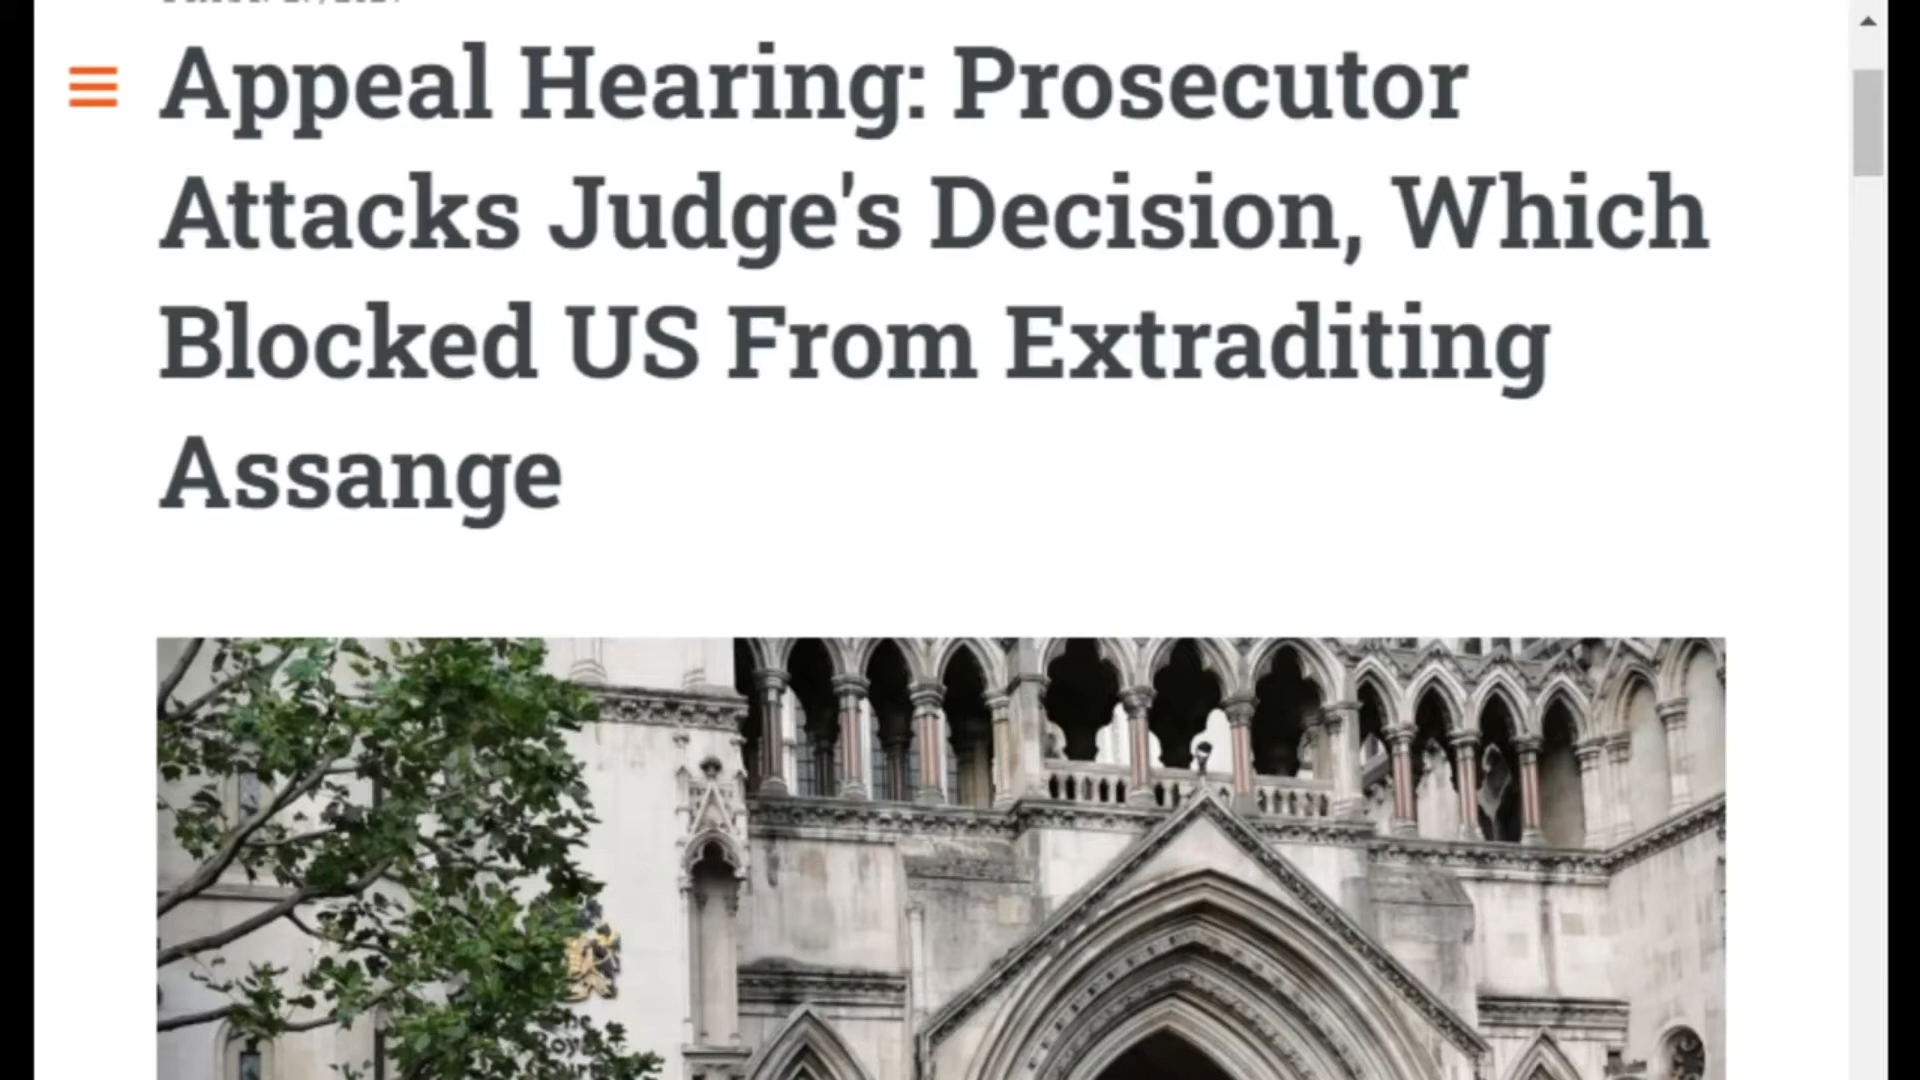 Appeal Hearing: Prosecutor
Attacks Judge's Decision, Which
Blocked US From Extraditing
Assange